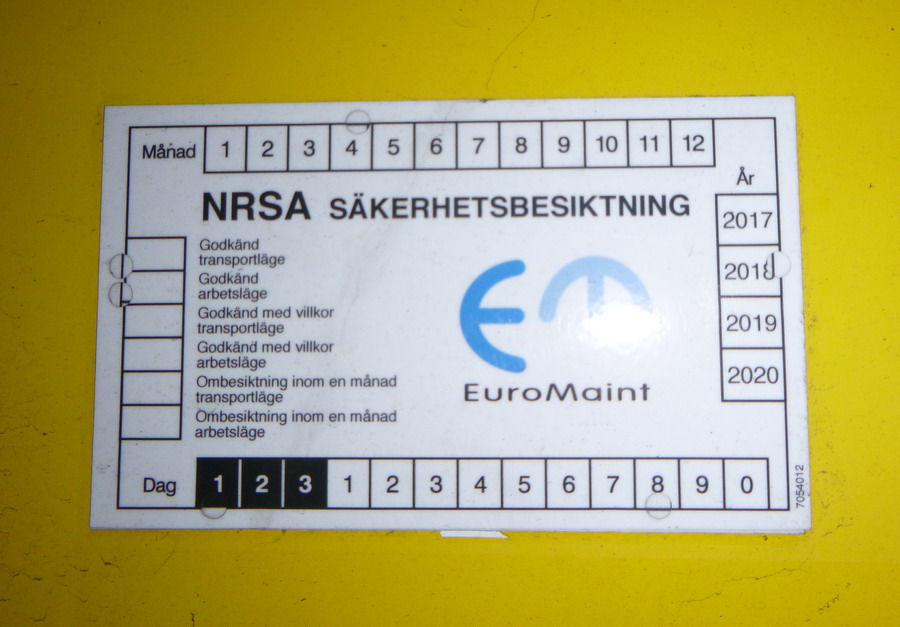 Månad 1 2 3 4 5 6 7 8 9 10 11 12
År
NRSA SÄKERHETSBESIKTNING
2017
2018
2019
2020
Godkänd
transportläge
Godkänd
arbetsläge
Godkänd med villkor
transportläge
Godkänd med villkor
arbetsläge
Ombesiktning inom en månad
transportläge
Ombesiktning inom en månad
arbetsläge
EM
EuroMaint
Dag 1 2 3 1 2 3 4 5 6 7 8 9 0
7054012